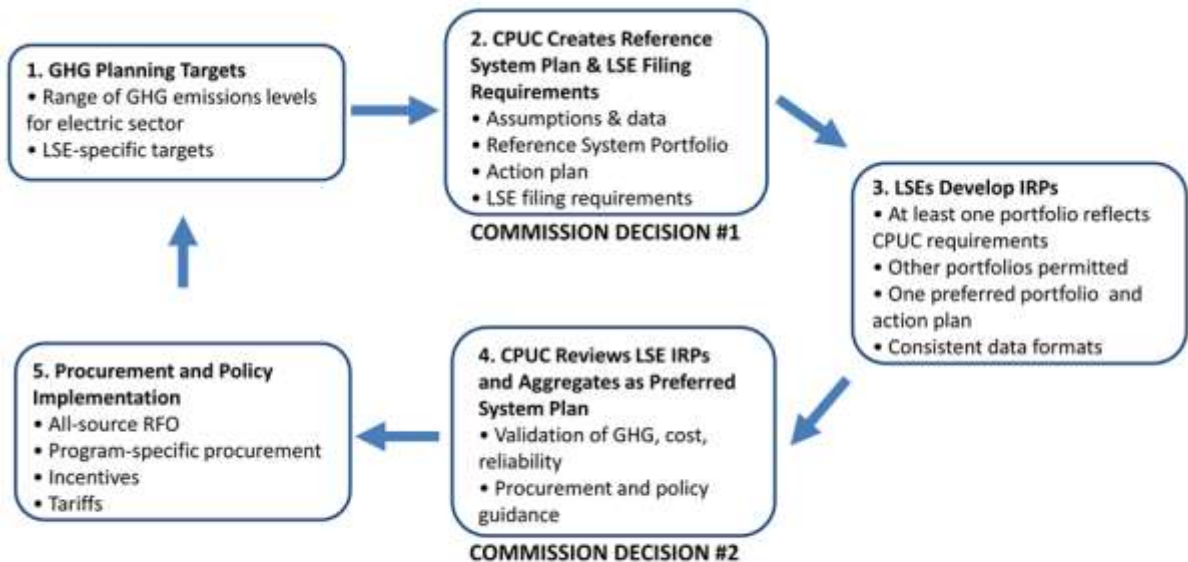 1. GHG Planning Targets
• Range of GHG emissions levels
for electric sector
• LSE-specific targets
2. CPUC Creates Reference
System Plan & LSE Filing
Requirements
• Assumptions & data
• Reference System Portfolio
• Action plan
• LSE filing requirements
COMMISSION DECISION #1
3. LSEs Develop IRPs
• At least one portfolio reflects
CPUC requirements
• Other portfolios permitted
• One preferred portfolio and
action plan
• Consistent data formats
4. CPUC Reviews LSE IRPs
and Aggregates as Preferred
System Plan
• Validation of GHG, cost,
reliability
• Procurement and policy
guidance
COMMISSION DECISION #2
5. Procurement and Policy
Implementation
• All-source RFO
• Program-specific procurement
• Incentives
• Tariffs